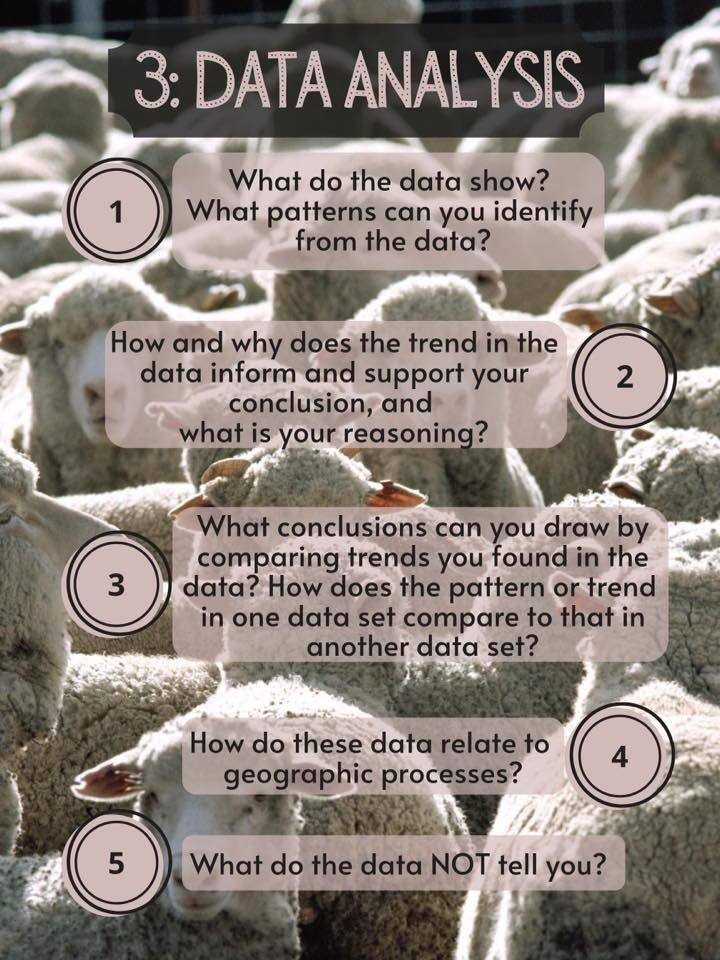 3: DATA ANALYSIS
1
What do the data show?
What patterns can you identify
from the data?
How and why does the trend in the
data inform and support your
conclusion, and
what is your reasoning?
2
3
What conclusions can you draw by
comparing trends you found in the
data? How does the pattern or trend
in one data set compare to that in
another data set?
How do these data relate to
geographic processes?
4
5
What do the data NOT tell you?